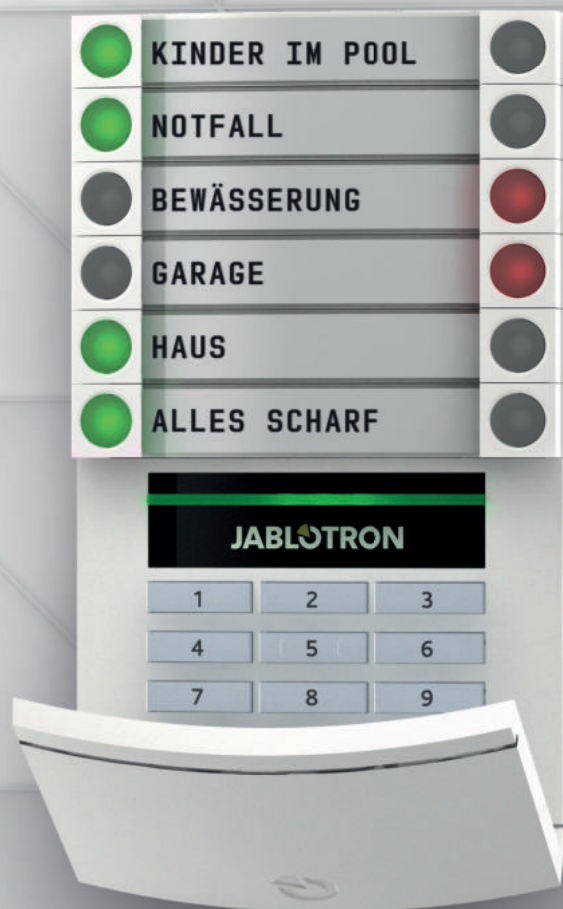 KINDER IM POOL
NOTFALL
BEWÄSSERUNG
GARAGE
HAUS
ALLES SCHARF
JABLOTRON
1 2 3
4 5 6
7 8 9